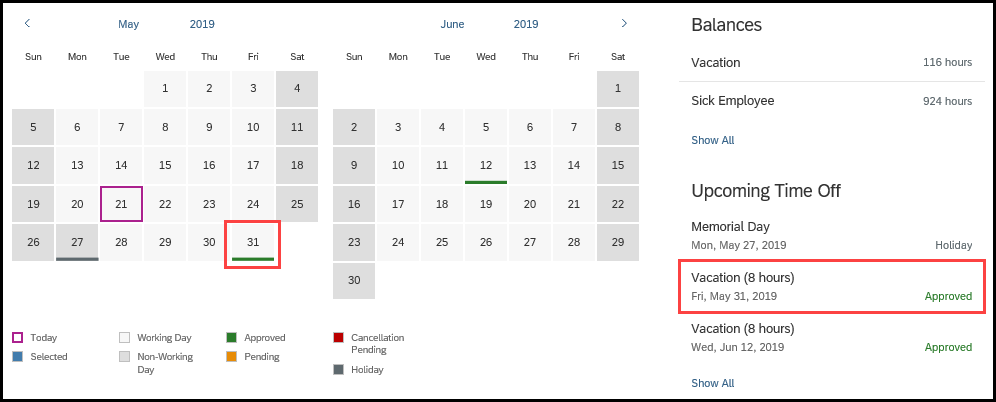 May 2019
Sun Mon Tue Wed Thu Fri Sat
1 2 3 4
5 6 7 8 9 10 11
12 13 14 15 16 17 18
19 20 21 22 23 24 25
26 27 28 29 30 31
June 2019
Sun Mon Tue Wed Thu Fri Sat
1
2 3 4 5 6 7 8
9 10 11 12 13 14 15
16 17 18 19 20 21 22
23 24 25 26 27 28 29
30
Today
Selected
Working Day
Non-Working
Day
Approved
Pending
Cancellation
Pending
Holiday
Balances
Vacation 116 hours
Sick Employee 924 hours
Show All
Upcoming Time Off
Memorial Day
Mon, May 27, 2019 Holiday
Vacation (8 hours)
Fri, May 31, 2019 Approved
Vacation (8 hours)
Wed, Jun 12, 2019 Approved
Show All